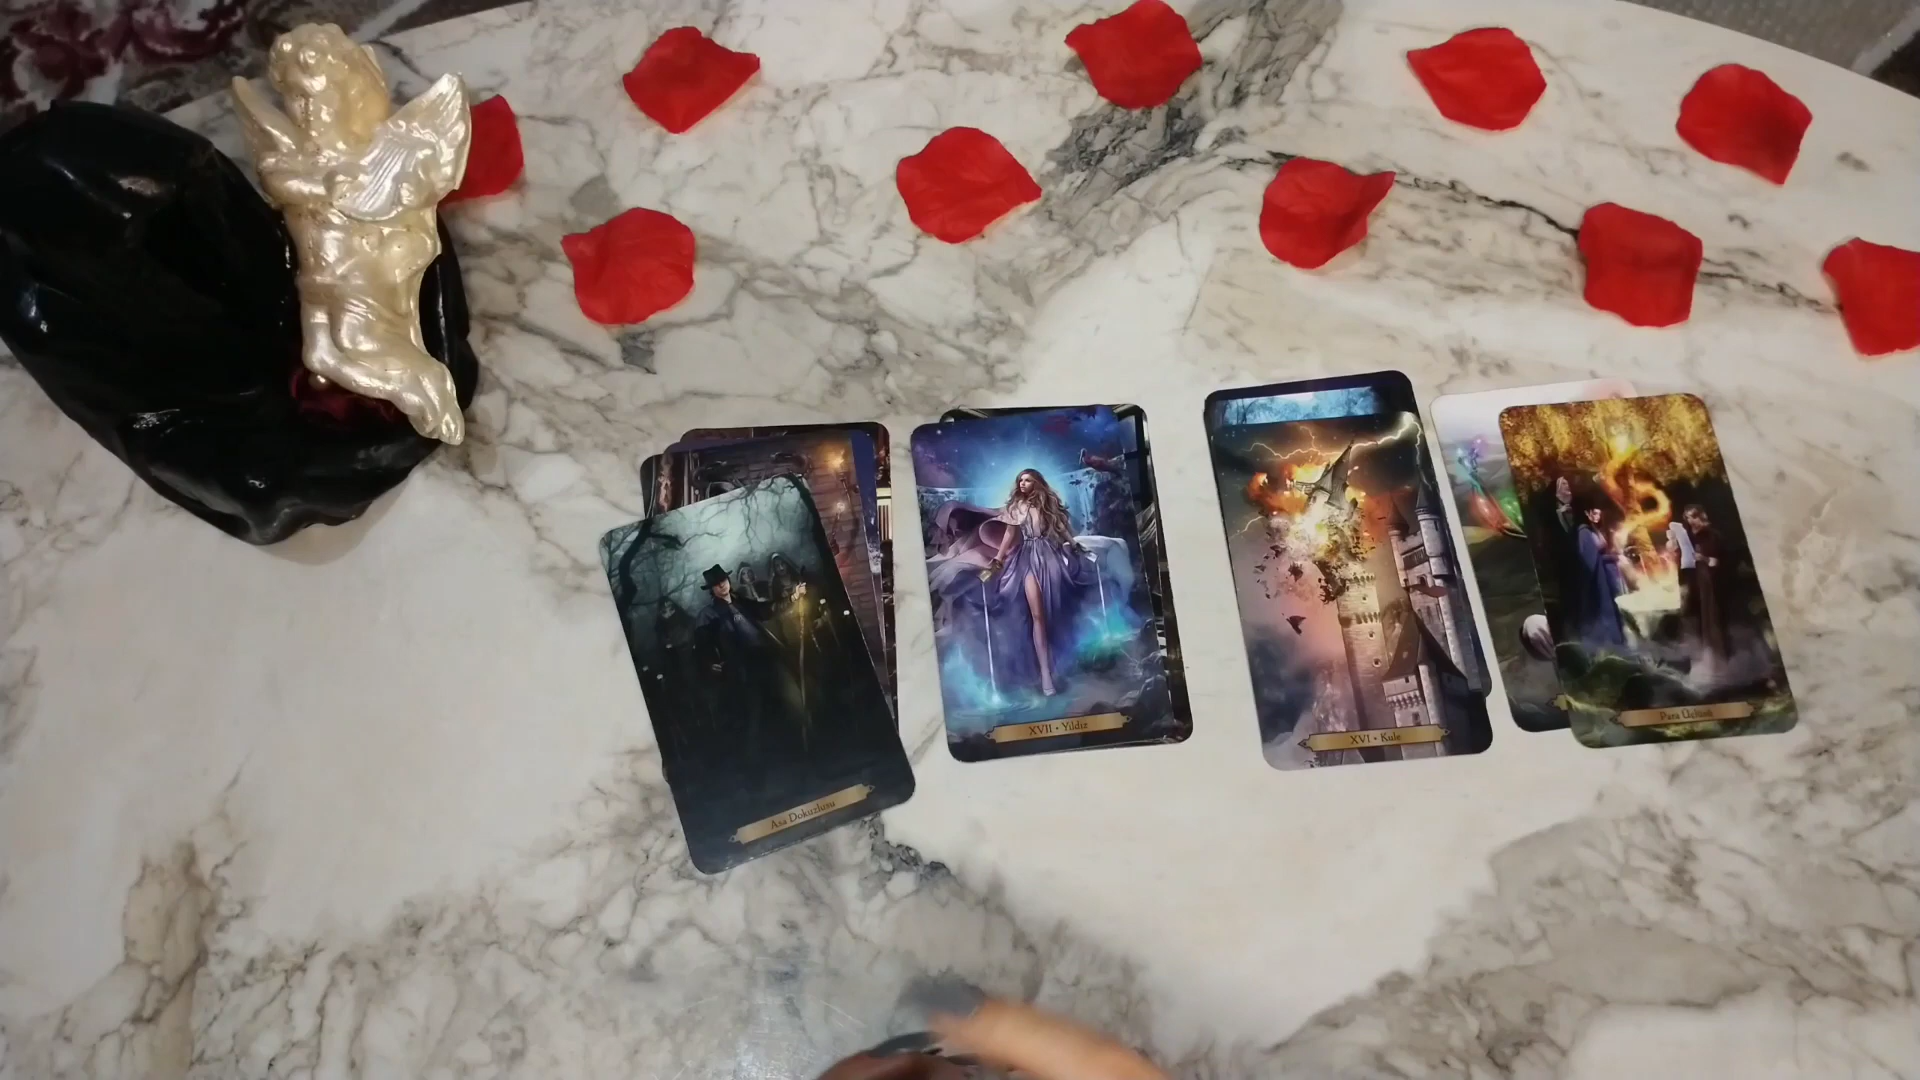 Asa Dokuzlusu
XVII • Yıldız
XVI • Kule
Para Üçlüsü